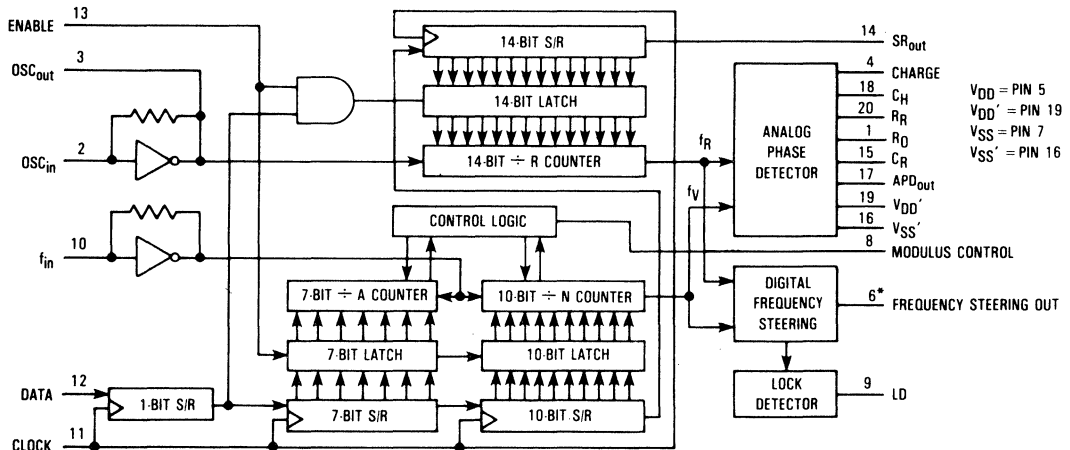 13
ENABLE
3
OSCout
2
OSCin
10
fin
12
DATA
11
CLOCK
1-BIT S/R
14-BIT S/R
14-BIT LATCH
14-BIT ÷ R COUNTER
CONTROL LOGIC
7-BIT ÷ A COUNTER
10-BIT ÷ N COUNTER
7-BIT LATCH
10-BIT LATCH
7-BIT S/R
10-BIT S/R
fR
fV
ANALOG
PHASE
DETECTOR
DIGITAL
FREQUENCY
STEERING
LOCK
DETECTOR
14 SRout
4 CHARGE
18 CH
20 RR
1 RO
15 CR
17 APDout
19 VDD'
16 VSS'
8 MODULUS CONTROL
6* FREQUENCY STEERING OUT
9 LD
VDD = PIN 5
VDD' = PIN 19
VSS = PIN 7
VSS' = PIN 16